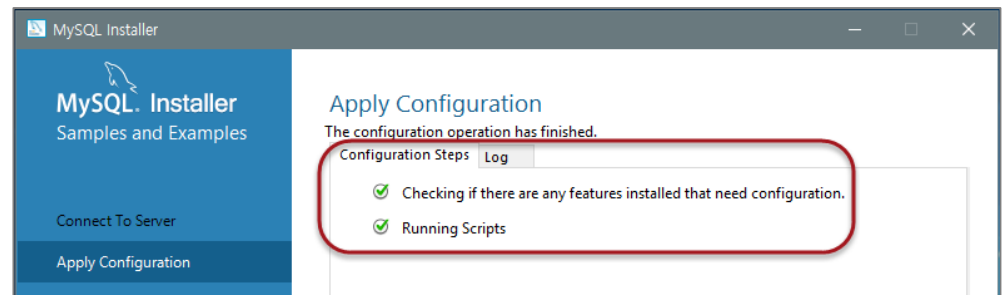 MySQL Installer
MySQL. Installer
Samples and Examples
Connect To Server
Apply Configuration
Apply Configuration
The configuration operation has finished.
Configuration Steps Log
Checking if there are any features installed that need configuration.
Running Scripts